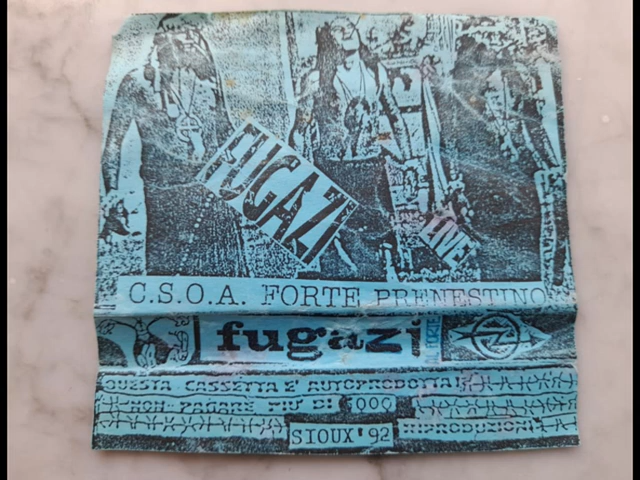 FUGAZI
LIVE
C.S.O.A. FORTE PRENESTINO
fugazi
QUESTA CASSETTA E' AUTOPRODOTTA!
NON PAGARE PIU' DI 000
SIOUX'92 RIPRODUZIONI